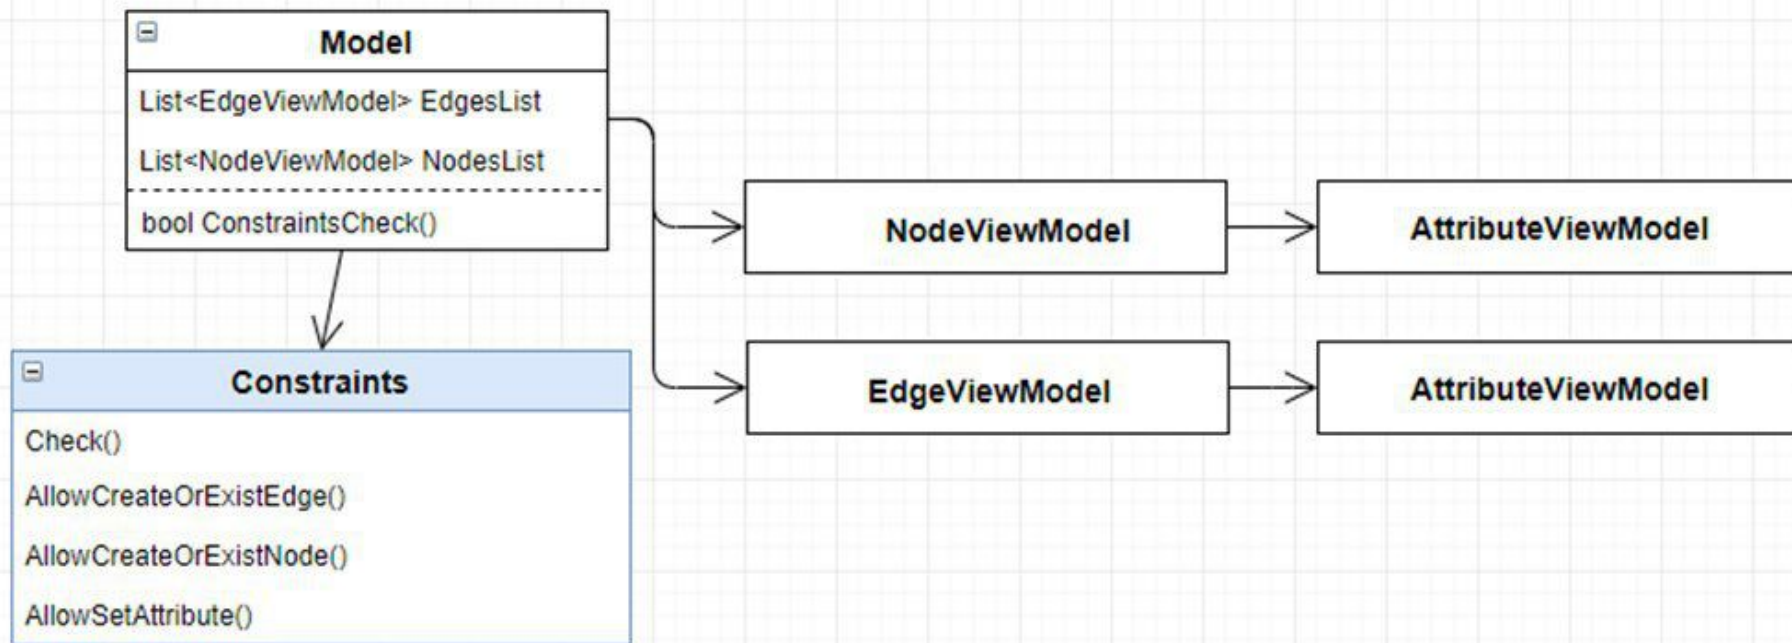 Model
List<EdgeViewModel> EdgesList
List<NodeViewModel> NodesList
bool ConstraintsCheck()
NodeViewModel
AttributeViewModel
EdgeViewModel
AttributeViewModel
Constraints
Check()
AllowCreateOrExistEdge()
AllowCreateOrExistNode()
AllowSetAttribute()